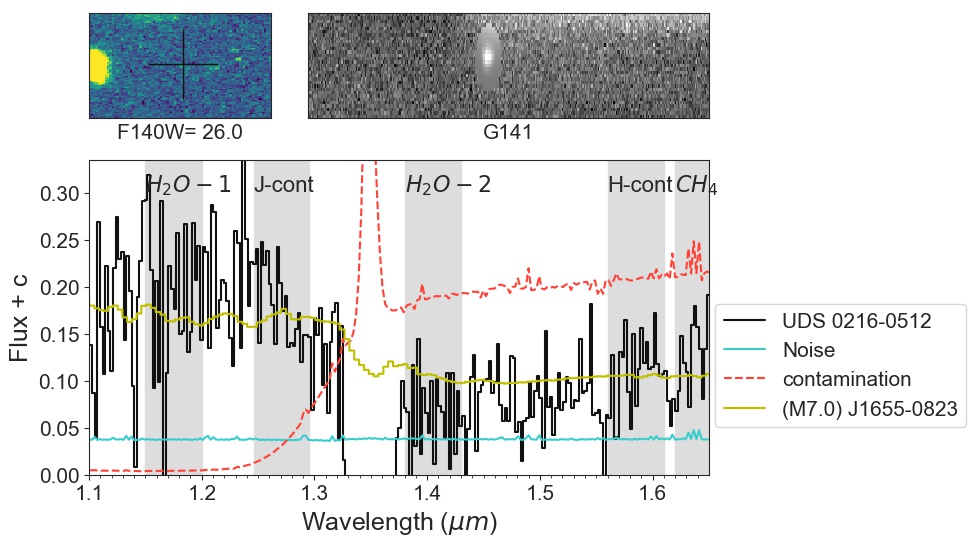 F140W= 26.0
G141
H₂O − 1
J-cont
H₂O − 2
H-cont
CH₄
Flux + c
0.30
0.25
0.20
0.15
0.10
0.05
0.00
1.1
1.2
1.3
1.4
1.5
1.6
Wavelength (μm)
UDS 0216-0512
Noise
contamination
(M7.0) J1655-0823